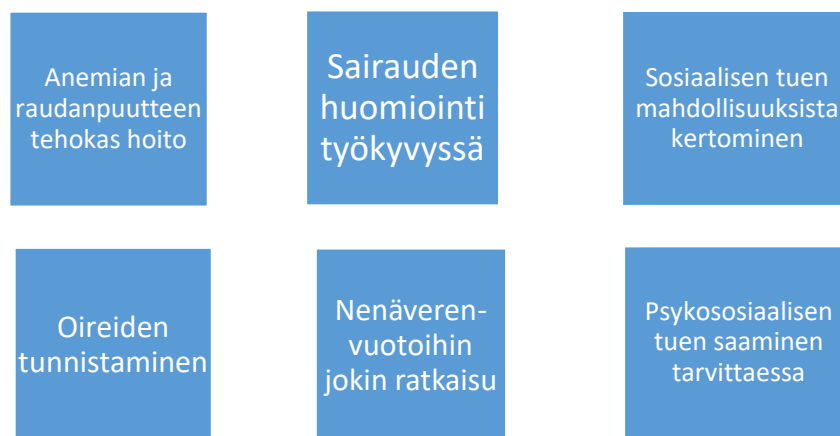 Anemian ja
raudanpuutteen
tehokas hoito
Sairauden
huomiointi
työkyvyssä
Sosiaalisen tuen
mahdollisuuksista
kertominen
Oireiden
tunnistaminen
Nenäveren-
vuotoihin
jokin ratkaisu
Psykososiaalisen
tuen saaminen
tarvittaessa